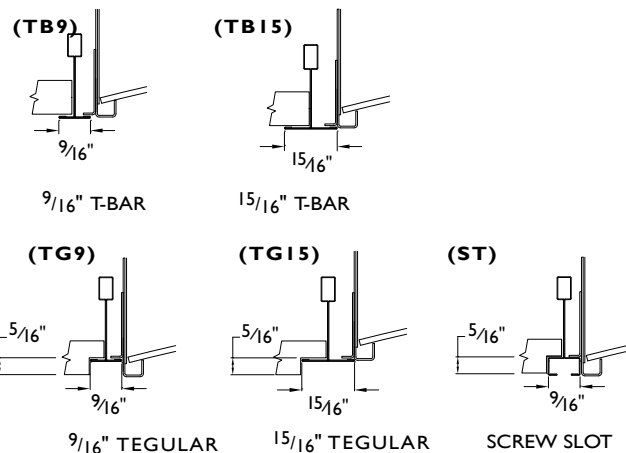 (TB9) (TB15)
9/16" 15/16"
9/16" T-BAR 15/16" T-BAR
(TG9) (TG15) (ST)
5/16" 5/16" 5/16"
9/16" 15/16" 9/16"
9/16" TEGULAR 15/16" TEGULAR SCREW SLOT